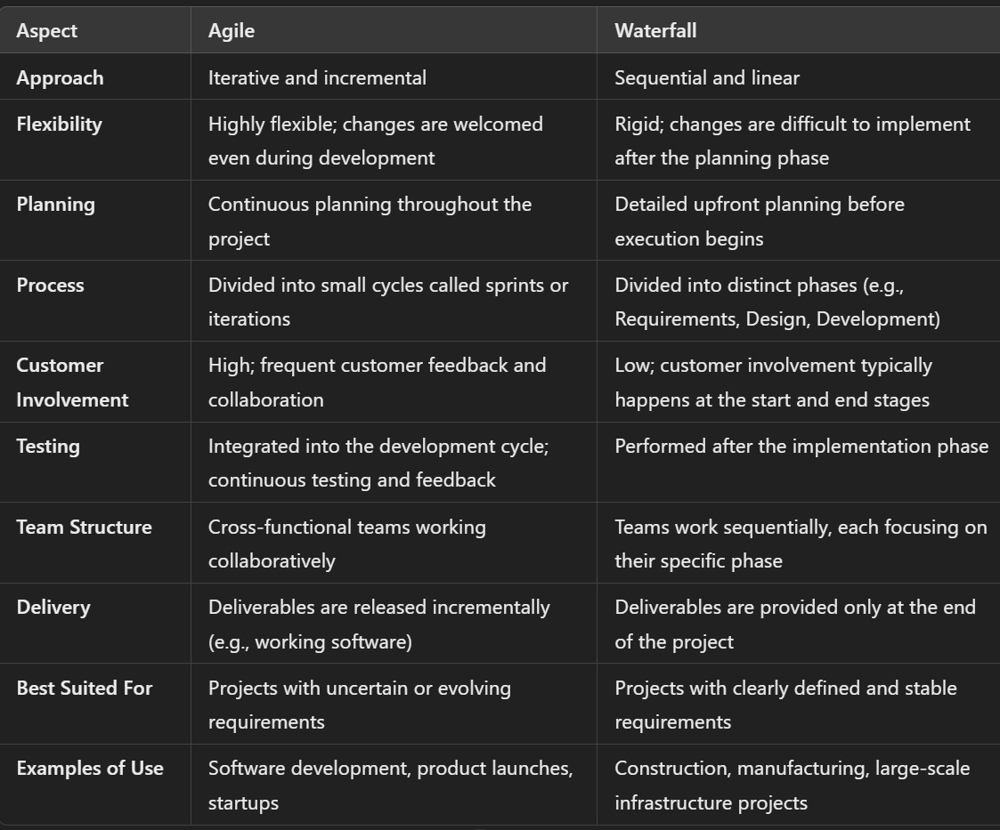 Aspect Agile Waterfall
Approach Iterative and incremental Sequential and linear
Flexibility Highly flexible; changes are welcomed even during development Rigid; changes are difficult to implement after the planning phase
Planning Continuous planning throughout the project Detailed upfront planning before execution begins
Process Divided into small cycles called sprints or iterations Divided into distinct phases (e.g., Requirements, Design, Development)
Customer Involvement High; frequent customer feedback and collaboration Low; customer involvement typically happens at the start and end stages
Testing Integrated into the development cycle; continuous testing and feedback Performed after the implementation phase
Team Structure Cross-functional teams working collaboratively Teams work sequentially, each focusing on their specific phase
Delivery Deliverables are released incrementally (e.g., working software) Deliverables are provided only at the end of the project
Best Suited For Projects with uncertain or evolving requirements Projects with clearly defined and stable requirements
Examples of Use Software development, product launches, startups Construction, manufacturing, large-scale infrastructure projects